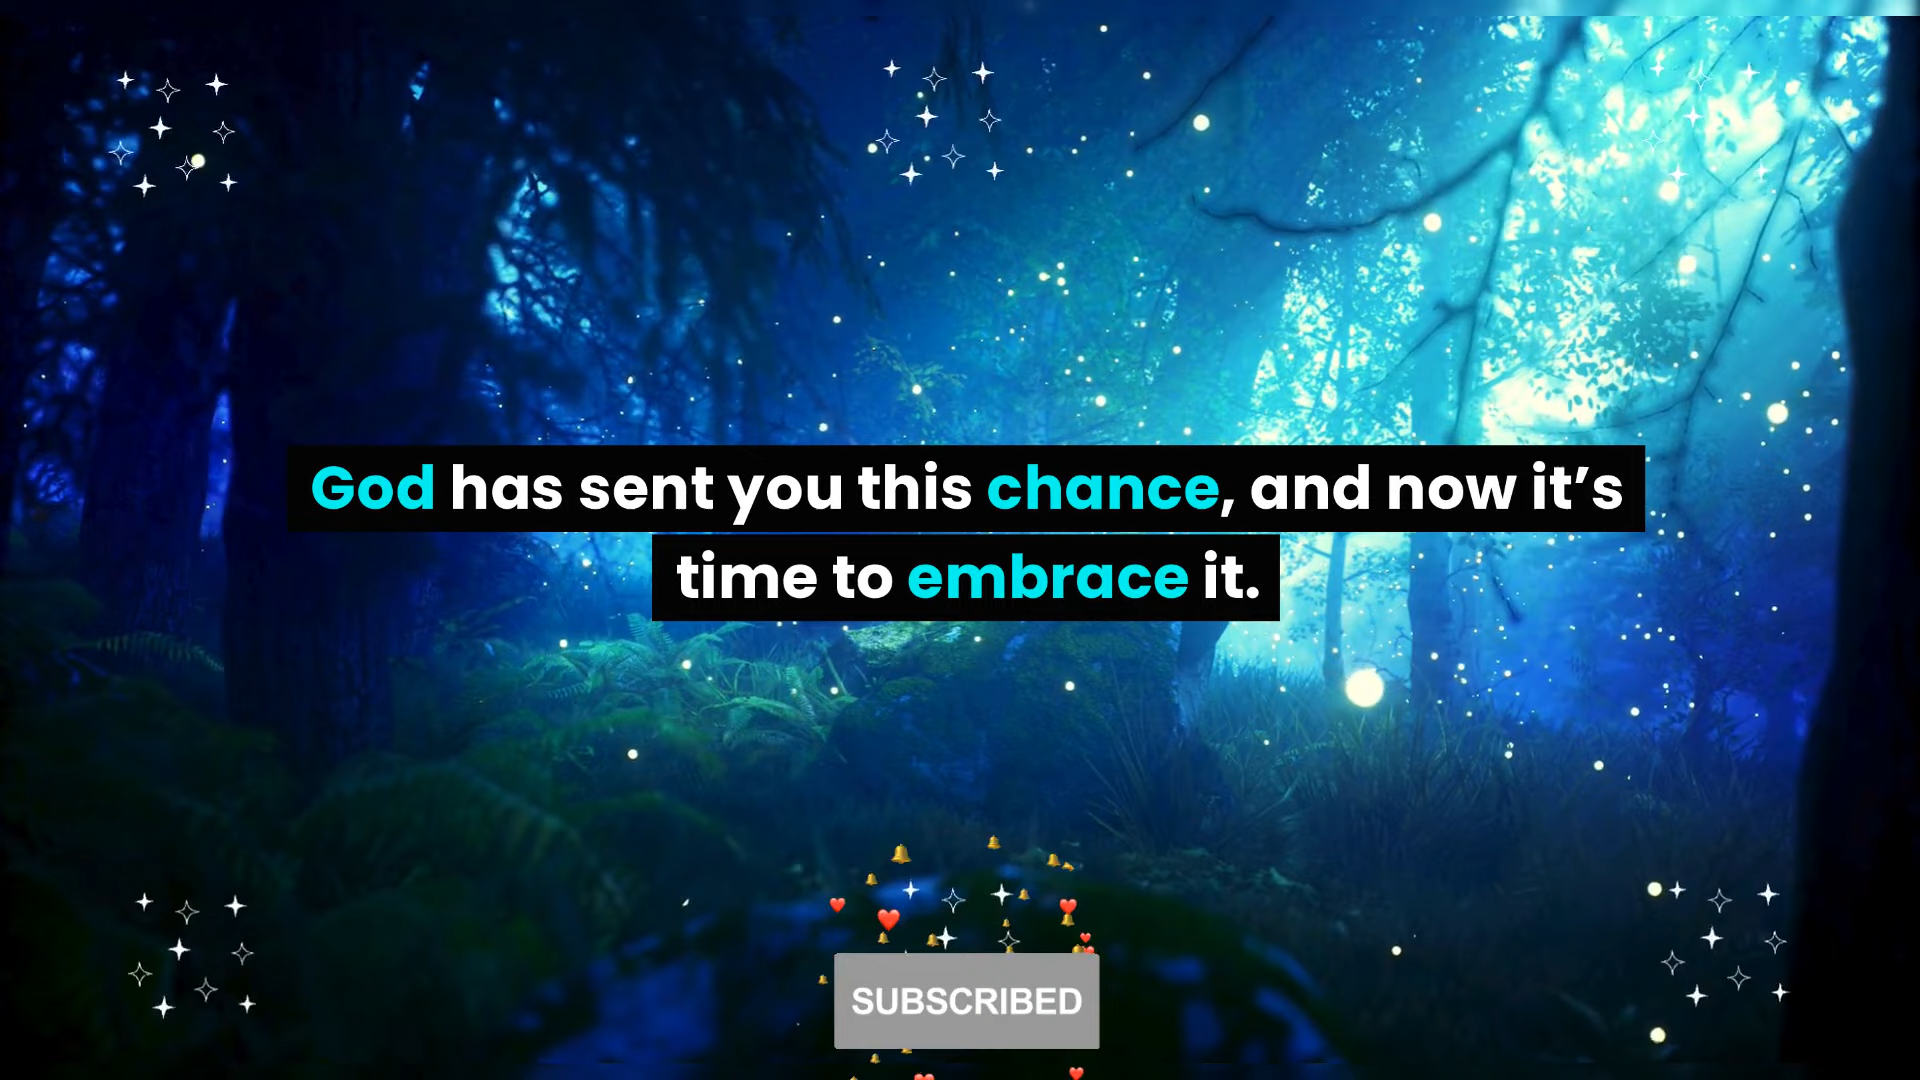 God has sent you this chance, and now it’s
time to embrace it.
SUBSCRIBED